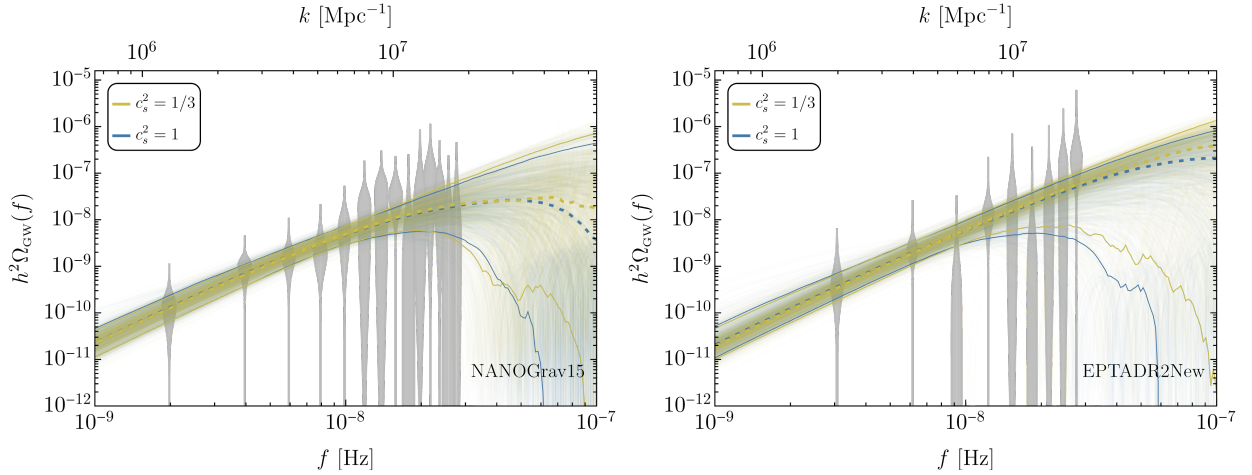 k [Mpc⁻¹]
10⁶ 10⁷
10⁻⁵
10⁻⁶
10⁻⁷
10⁻⁸
10⁻⁹
10⁻¹⁰
10⁻¹¹
10⁻¹²
h²Ω_GW(f)
c_s² = 1/3
c_s² = 1
NANOGrav15
10⁻⁹ 10⁻⁸ 10⁻⁷
f [Hz]
k [Mpc⁻¹]
10⁶ 10⁷
10⁻⁵
10⁻⁶
10⁻⁷
10⁻⁸
10⁻⁹
10⁻¹⁰
10⁻¹¹
10⁻¹²
h²Ω_GW(f)
c_s² = 1/3
c_s² = 1
EPTADR2New
10⁻⁹ 10⁻⁸ 10⁻⁷
f [Hz]